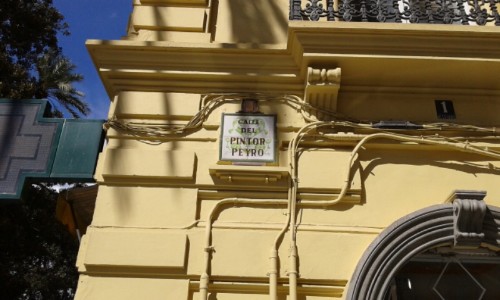 CALLE
DEL
PINTOR
PEYRO
1